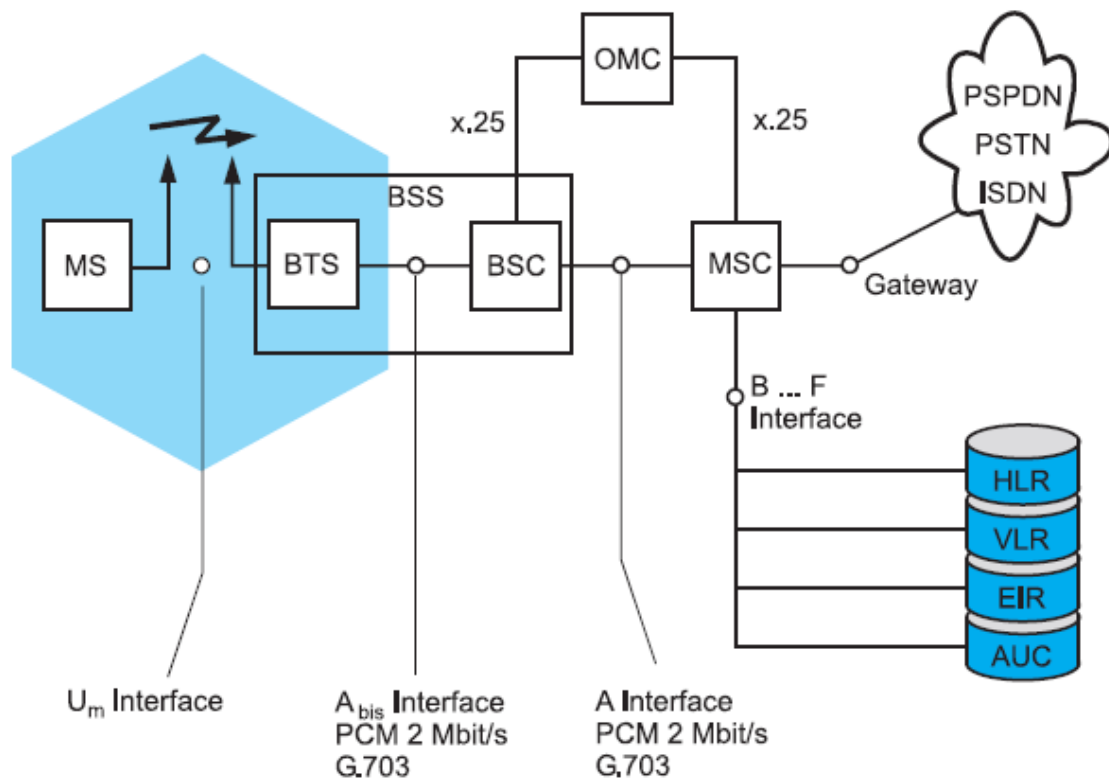 OMC
PSPDN
PSTN
ISDN
x.25
x.25
BSS
MS
BTS
BSC
MSC
Gateway
B ... F
Interface
HLR
VLR
EIR
AUC
Um Interface
Abis Interface
PCM 2 Mbit/s
G.703
A Interface
PCM 2 Mbit/s
G.703